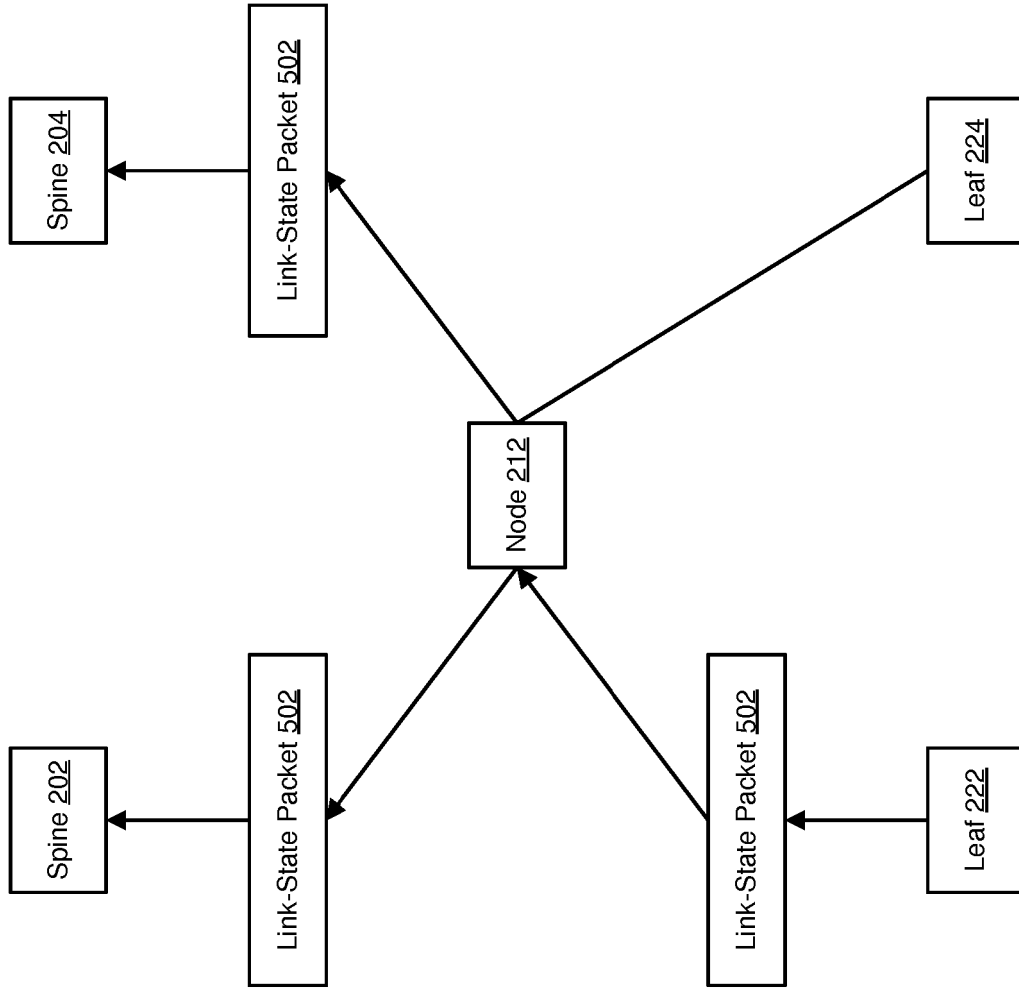 Spine 202
Spine 204
Link-State Packet 502
Link-State Packet 502
Node 212
Link-State Packet 502
Leaf 222
Leaf 224